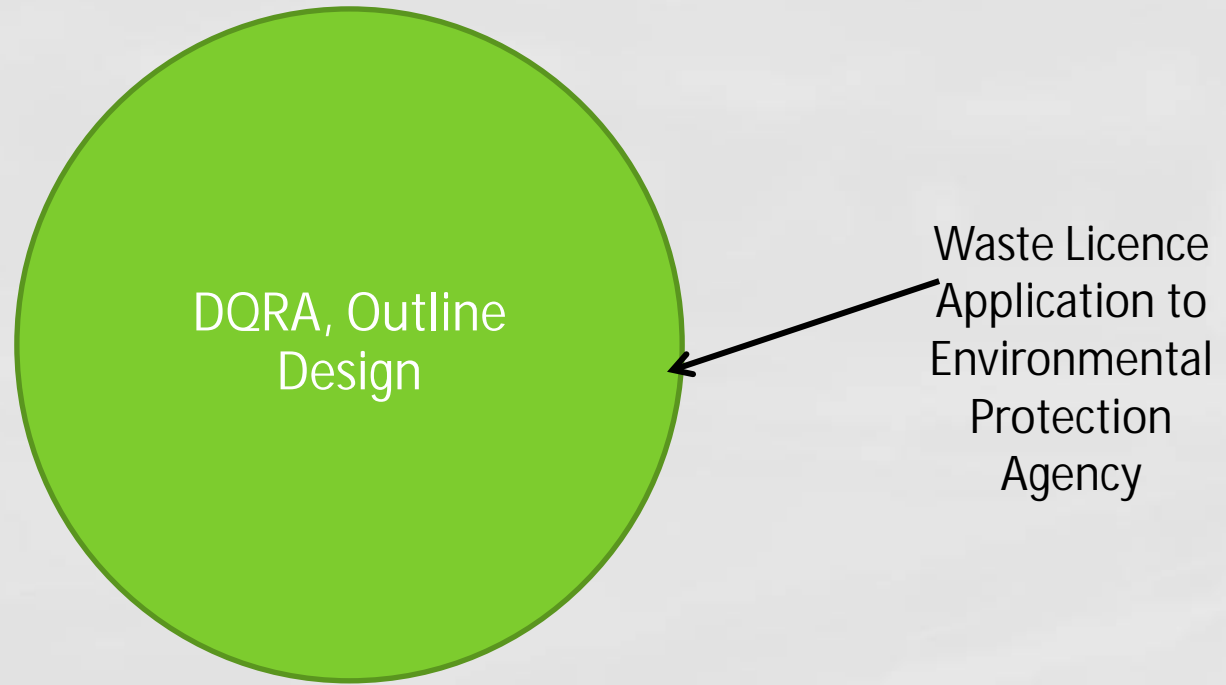 DQRA, Outline
Design
Waste Licence
Application to
Environmental
Protection
Agency